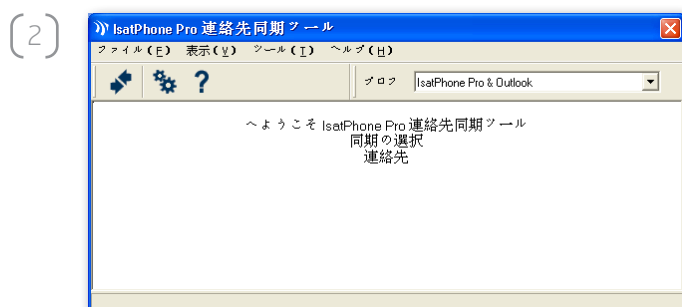 2
IsatPhone Pro 連絡先同期ツール
ファイル(F) 表示(V) ツール(T) ヘルプ(H)
? プロフ IsatPhone Pro & Outlook
へようこそ IsatPhone Pro 連絡先同期ツール
同期の選択
連絡先